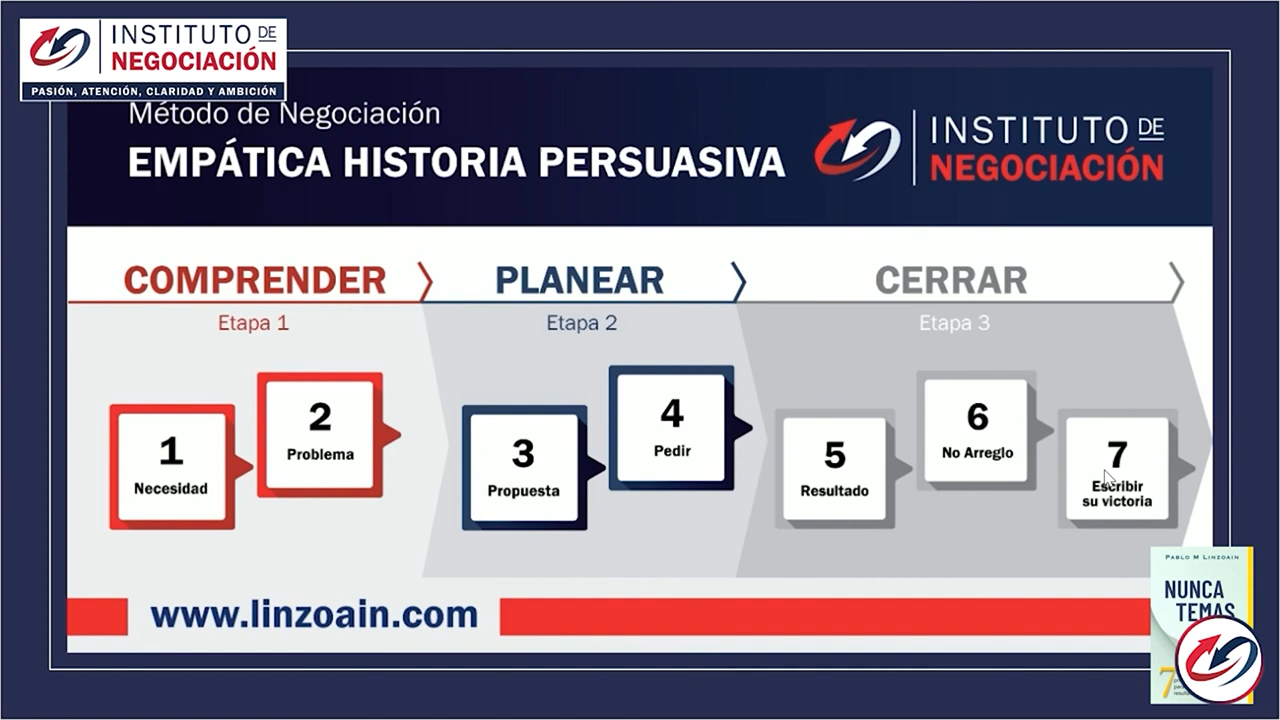 INSTITUTO DE
NEGOCIACIÓN
PASIÓN, ATENCIÓN, CLARIDAD Y AMBICIÓN
Método de Negociación
EMPÁTICA HISTORIA PERSUASIVA
INSTITUTO DE
NEGOCIACIÓN
COMPRENDER
PLANEAR
CERRAR
Etapa 1
Etapa 2
Etapa 3
1
Necesidad
2
Problema
3
Propuesta
4
Pedir
5
Resultado
6
No Arreglo
7
Escribir
su victoria
www.linzoain.com
PABLO M LINZOAIN
NUNCA
TEMAS
7